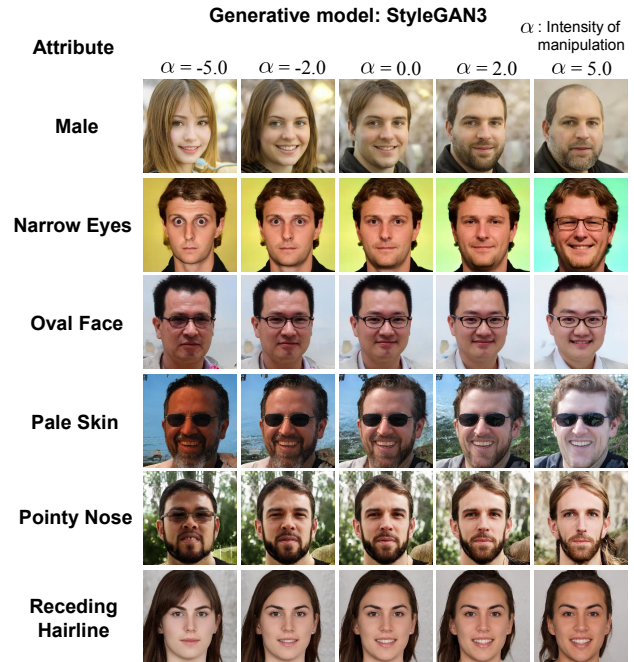 Generative model: StyleGAN3
Attribute
α : Intensity of
manipulation
α = -5.0
α = -2.0
α = 0.0
α = 2.0
α = 5.0
Male
Narrow Eyes
Oval Face
Pale Skin
Pointy Nose
Receding
Hairline